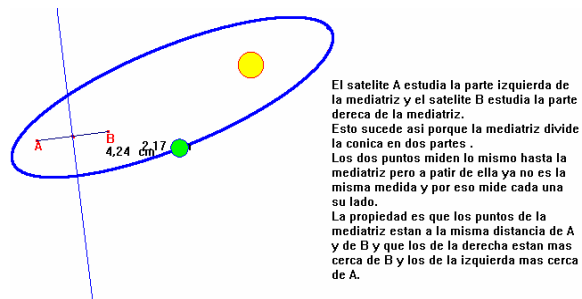 A
B
4,24 cm 2,17
El satelite A estudia la parte izquierda de
la mediatriz y el satelite B estudia la parte
dereca de la mediatriz.
Esto sucede asi porque la mediatriz divide
la conica en dos partes .
Los dos puntos miden lo mismo hasta la
mediatriz pero a patir de ella ya no es la
misma medida y por eso mide cada una
su lado.
La propiedad es que los puntos de la
mediatriz estan a la misma distancia de A
y de B y que los de la derecha estan mas
cerca de B y los de la izquierda mas cerca
de A.